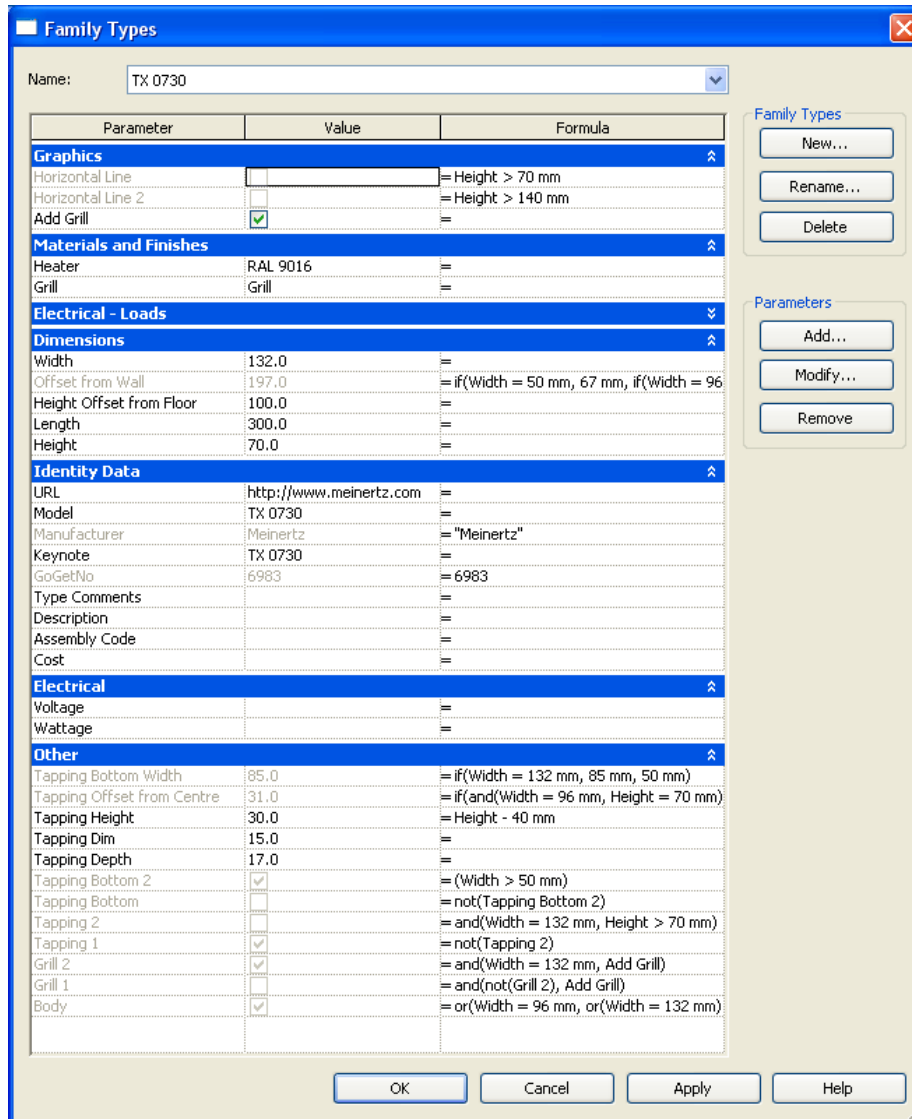 Family Types
Name: TX 0730
Parameter Value Formula
Graphics
Horizontal Line = Height > 70 mm
Horizontal Line 2 = Height > 140 mm
Add Grill =
Materials and Finishes
Heater RAL 9016 =
Grill Grill =
Electrical - Loads
Dimensions
Width 132.0 =
Offset from Wall 197.0 = if(Width = 50 mm, 67 mm, if(Width = 96
Height Offset from Floor 100.0 =
Length 300.0 =
Height 70.0 =
Identity Data
URL http://www.meinertz.com =
Model TX 0730 =
Manufacturer Meinertz = "Meinertz"
Keynote TX 0730 =
GoGetNo 6983 = 6983
Type Comments =
Description =
Assembly Code =
Cost =
Electrical
Voltage =
Wattage =
Other
Tapping Bottom Width 85.0 = if(Width = 132 mm, 85 mm, 50 mm)
Tapping Offset from Centre 31.0 = if(and(Width = 96 mm, Height = 70 mm)
Tapping Height 30.0 = Height - 40 mm
Tapping Dim 15.0 =
Tapping Depth 17.0 =
Tapping Bottom 2 = (Width > 50 mm)
Tapping Bottom = not(Tapping Bottom 2)
Tapping 2 = and(Width = 132 mm, Height > 70 mm)
Tapping 1 = not(Tapping 2)
Grill 2 = and(Width = 132 mm, Add Grill)
Grill 1 = and(not(Grill 2), Add Grill)
Body = or(Width = 96 mm, or(Width = 132 mm)
Family Types
New...
Rename...
Delete
Parameters
Add...
Modify...
Remove
OK Cancel Apply Help